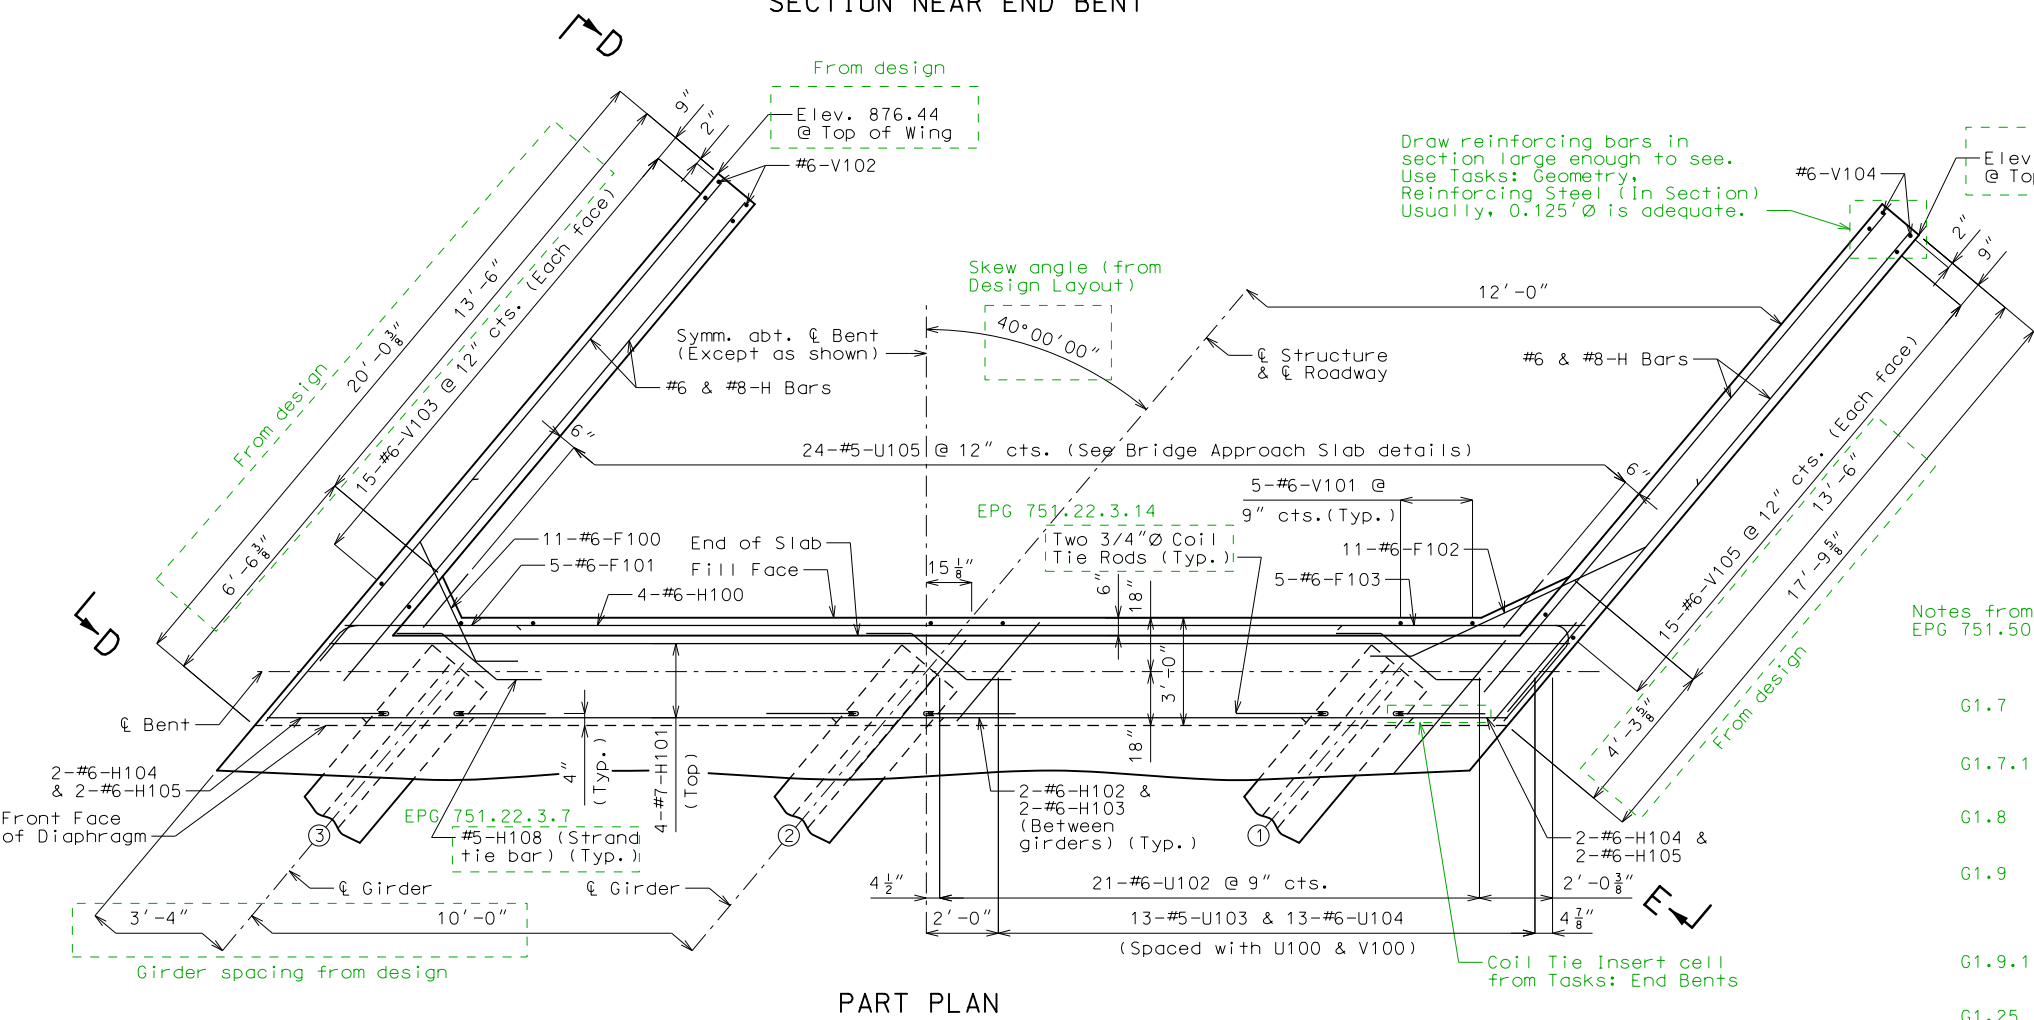 SECTION NEAR END BENT
D
From design
Elev. 876.44
@ Top of Wing
#6-V102
9"
2"
Draw reinforcing bars in
section large enough to see.
Use Tasks: Geometry,
Reinforcing Steel (In Section)
Usually, 0.125'Ø is adequate.
#6-V104
Elev
@ Top
2"
9"
From design
20'-0 3/8"
13'-6"
15-#6-V103 @ 12" cts. (Each face)
6'-6 3/8"
Skew angle (from
Design Layout)
40°00'00"
12'-0"
Symm. abt. ℄ Bent
(Except as shown)
#6 & #8-H Bars
℄ Structure
& ℄ Roadway
#6 & #8-H Bars
6"
24-#5-U105 @ 12" cts. (See Bridge Approach Slab details)
6"
15-#6-V105 @ 12" cts. (Each face)
13'-6"
17'-9 5/8"
4'-3 5/8"
From design
5-#6-V101 @
9" cts.(Typ.)
EPG 751.22.3.14
Two 3/4"Ø Coil
Tie Rods (Typ.)
11-#6-F100
5-#6-F101
4-#6-H100
End of Slab
Fill Face
15 1/8"
6"
18"
3'-0"
18"
11-#6-F102
5-#6-F103
Notes from
EPG 751.50
G1.7
G1.7.1
G1.8
G1.9
G1.9.1
G1.25
D
℄ Bent
2-#6-H104
& 2-#6-H105
Front Face
of Diaphragm
4"
(Typ.)
4-#7-H101
(Top)
EPG 751.22.3.7
#5-H108 (Strand
tie bar) (Typ.)
2-#6-H102 &
2-#6-H103
(Between
girders) (Typ.)
2-#6-H104 &
2-#6-H105
3
2
1
℄ Girder
℄ Girder
4 1/2"
21-#6-U102 @ 9" cts.
2'-0 3/8"
E
3'-4"
10'-0"
2'-0"
13-#5-U103 & 13-#6-U104
4 7/8"
(Spaced with U100 & V100)
Girder spacing from design
Coil Tie Insert cell
from Tasks: End Bents
PART PLAN